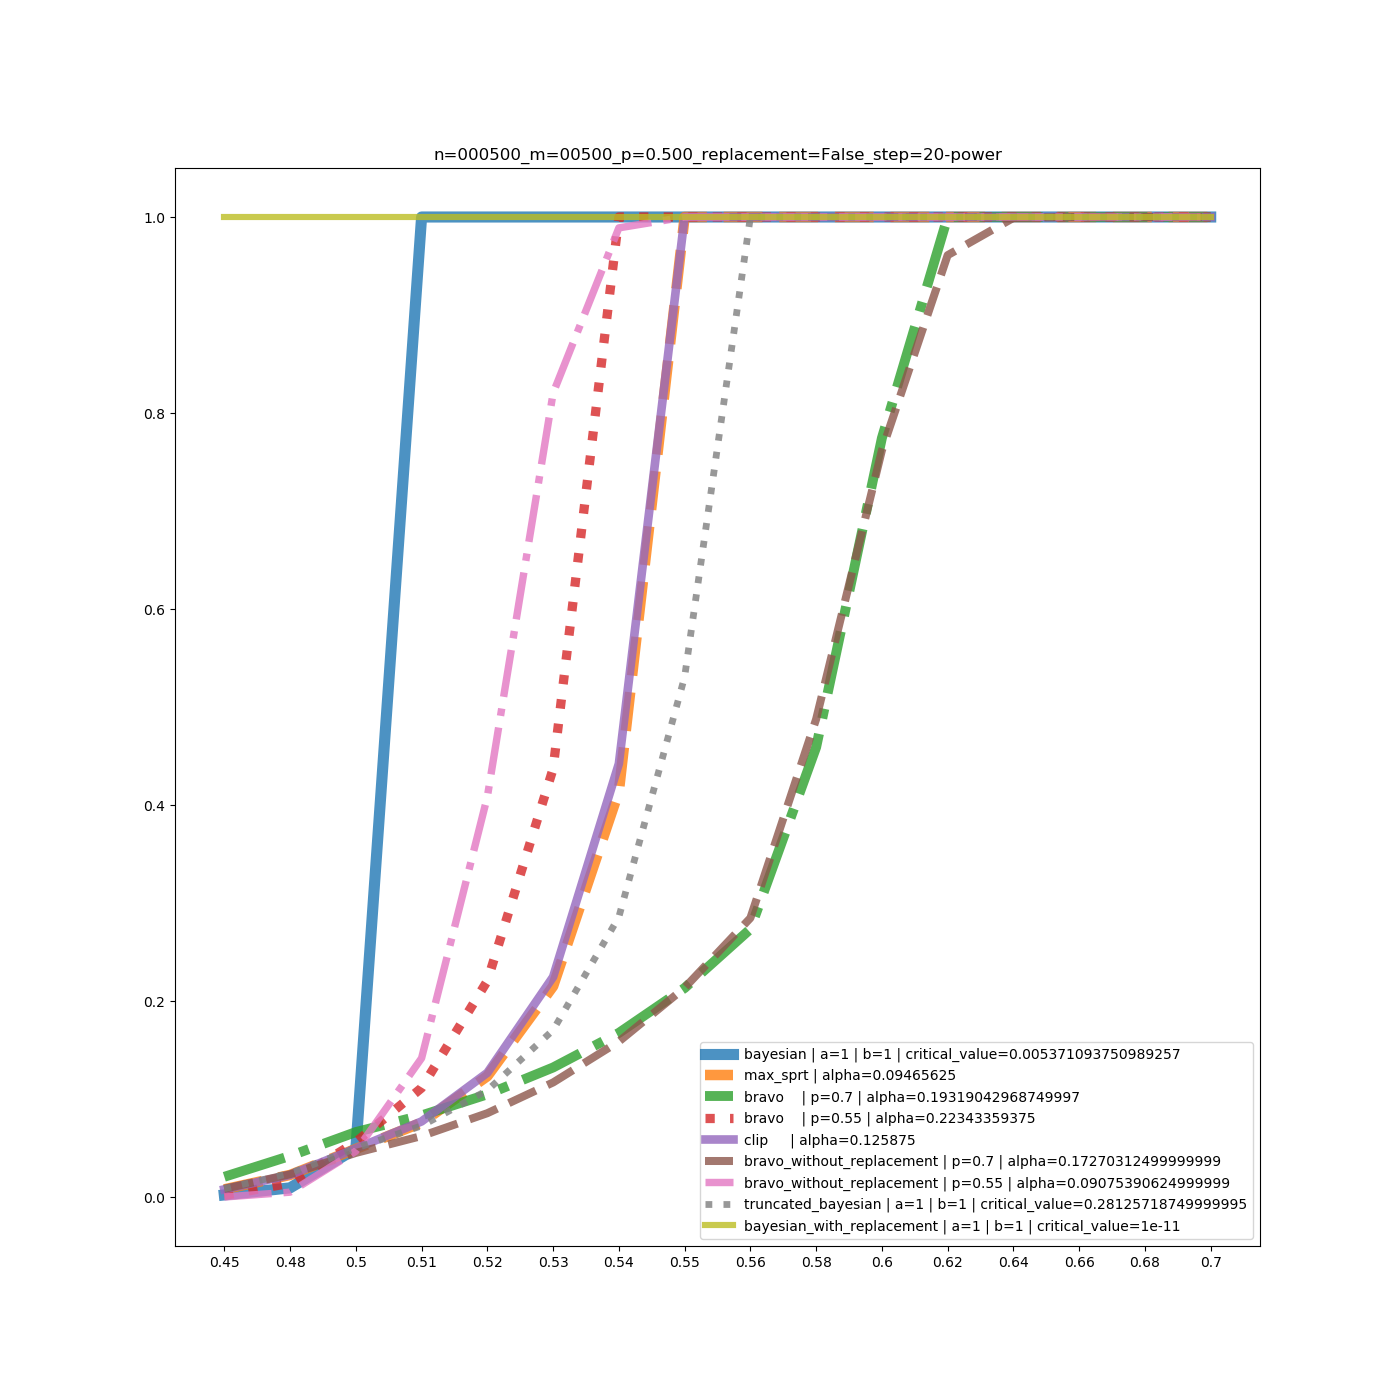 n=000500_m=00500_p=0.500_replacement=False_step=20-power
1.0
0.8
0.6
0.4
0.2
0.0
bayesian | a=1 | b=1 | critical_value=0.005371093750989257
max_sprt | alpha=0.09465625
bravo | p=0.7 | alpha=0.19319042968749997
bravo | p=0.55 | alpha=0.22343359375
clip | alpha=0.125875
bravo_without_replacement | p=0.7 | alpha=0.17270312499999999
bravo_without_replacement | p=0.55 | alpha=0.09075390624999999
truncated_bayesian | a=1 | b=1 | critical_value=0.28125718749999995
bayesian_with_replacement | a=1 | b=1 | critical_value=1e-11
0.45 0.48 0.5 0.51 0.52 0.53 0.54 0.55 0.56 0.58 0.6 0.62 0.64 0.66 0.68 0.7